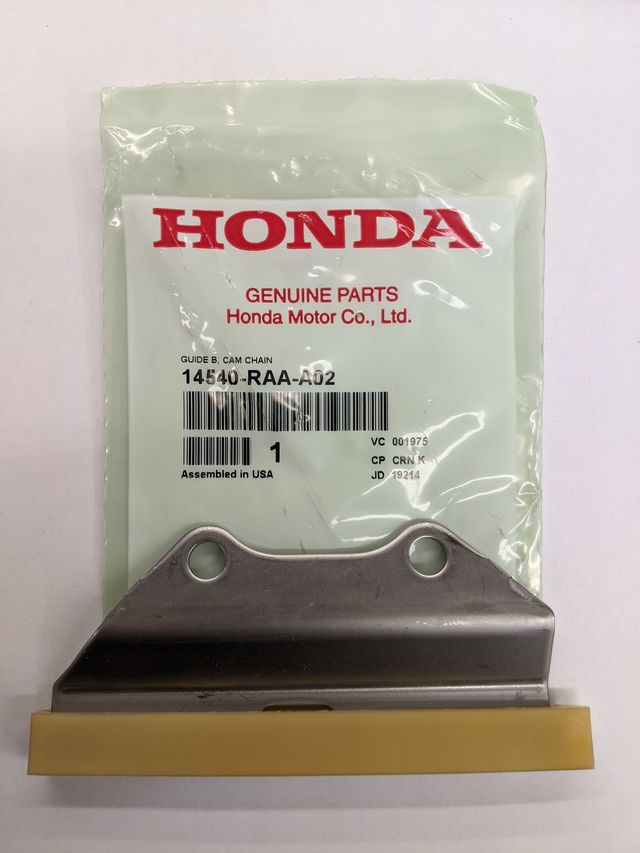 HONDA
GENUINE PARTS
Honda Motor Co., Ltd.
GUIDE B, CAM CHAIN
14540-RAA-A02
1
VC 001975
CP CRN K
Assembled in USA
JD 19214